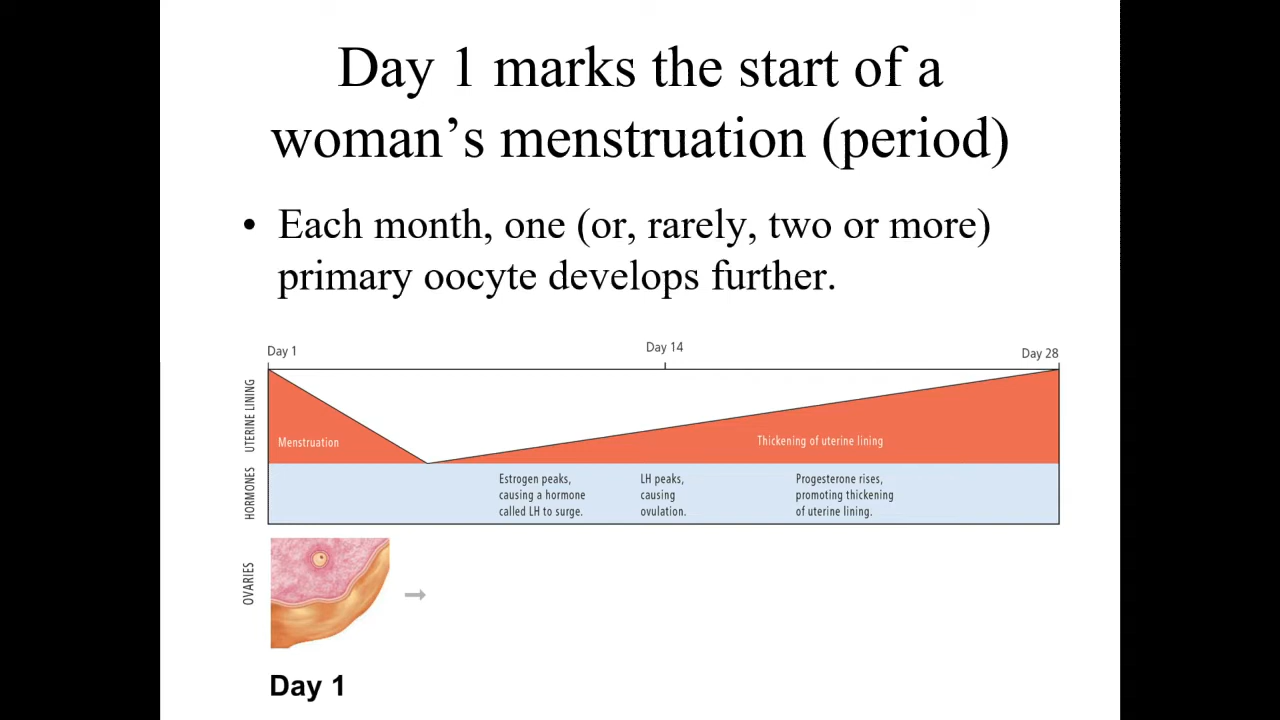 Day 1 marks the start of a
woman’s menstruation (period)
• Each month, one (or, rarely, two or more)
primary oocyte develops further.
Day 1
Day 14
Day 28
UTERINE LINING
Menstruation
Thickening of uterine lining
HORMONES
Estrogen peaks,
causing a hormone
called LH to surge.
LH peaks,
causing
ovulation.
Progesterone rises,
promoting thickening
of uterine lining.
OVARIES
Day 1